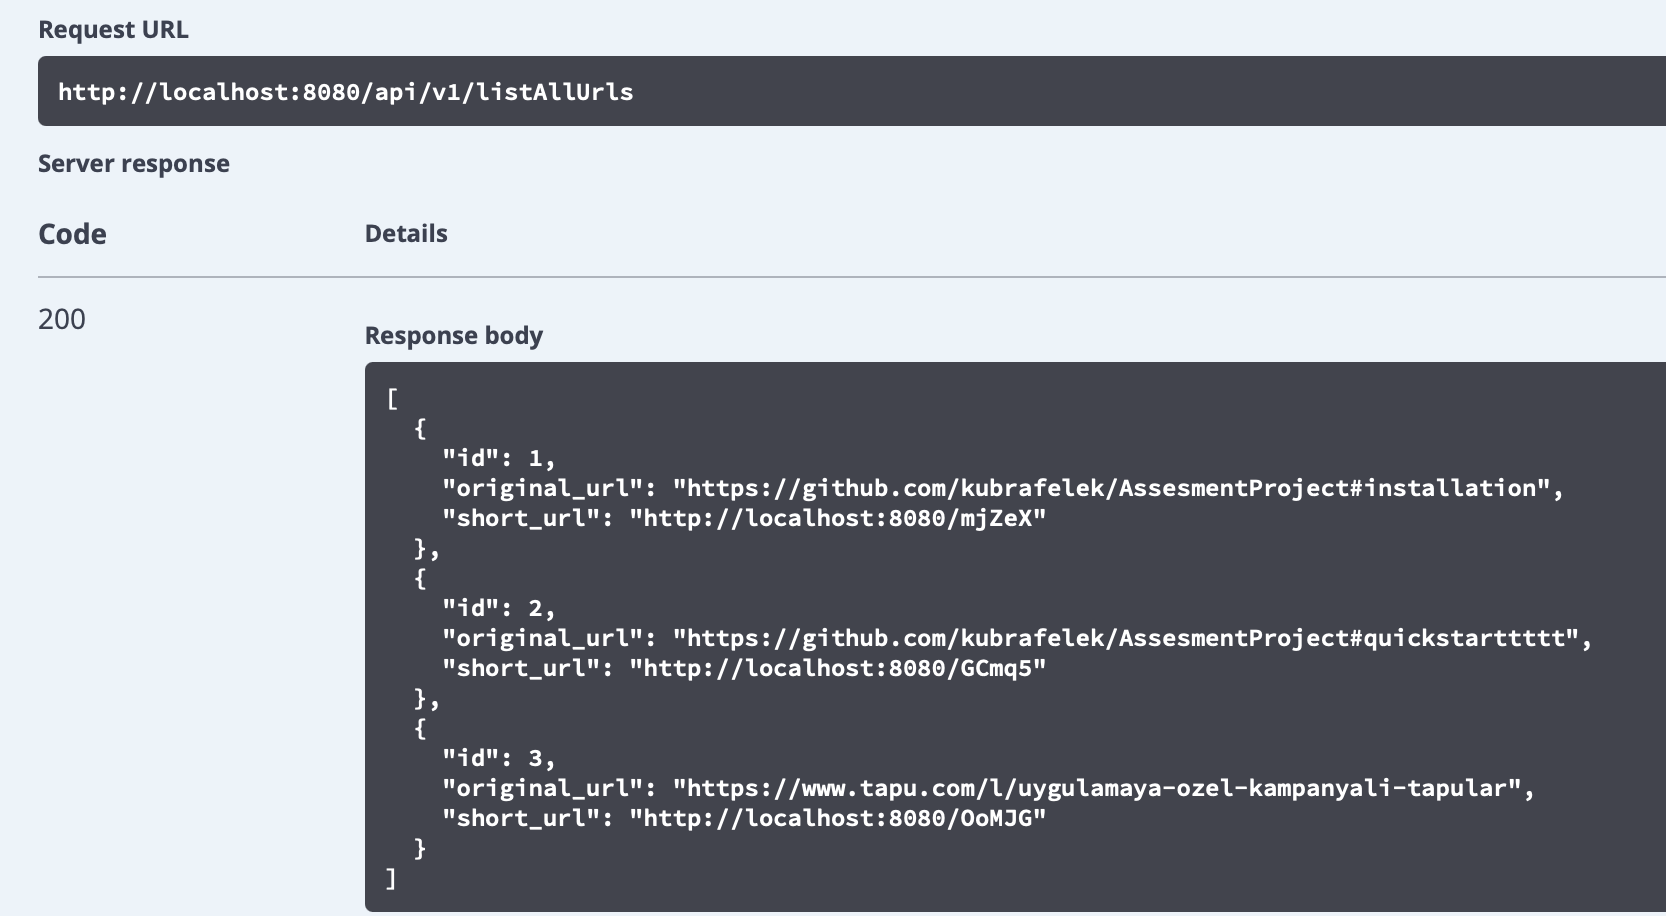 Request URL
http://localhost:8080/api/v1/listAllUrls
Server response
Code Details
200
Response body
[
  {
    "id": 1,
    "original_url": "https://github.com/kubrafelek/AssesmentProject#installation",
    "short_url": "http://localhost:8080/mjZeX"
  },
  {
    "id": 2,
    "original_url": "https://github.com/kubrafelek/AssesmentProject#quickstarttttt",
    "short_url": "http://localhost:8080/GCmq5"
  },
  {
    "id": 3,
    "original_url": "https://www.tapu.com/l/uygulamaya-ozel-kampanyali-tapular",
    "short_url": "http://localhost:8080/OoMJG"
  }
]